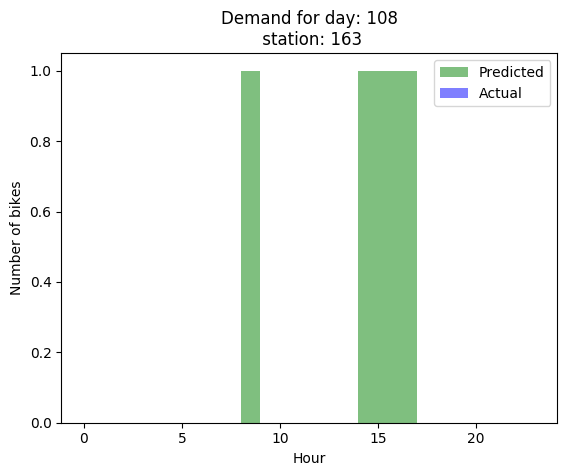 Demand for day: 108
station: 163
Predicted
Actual
Number of bikes
1.0
0.8
0.6
0.4
0.2
0.0
0
5
10
15
20
Hour